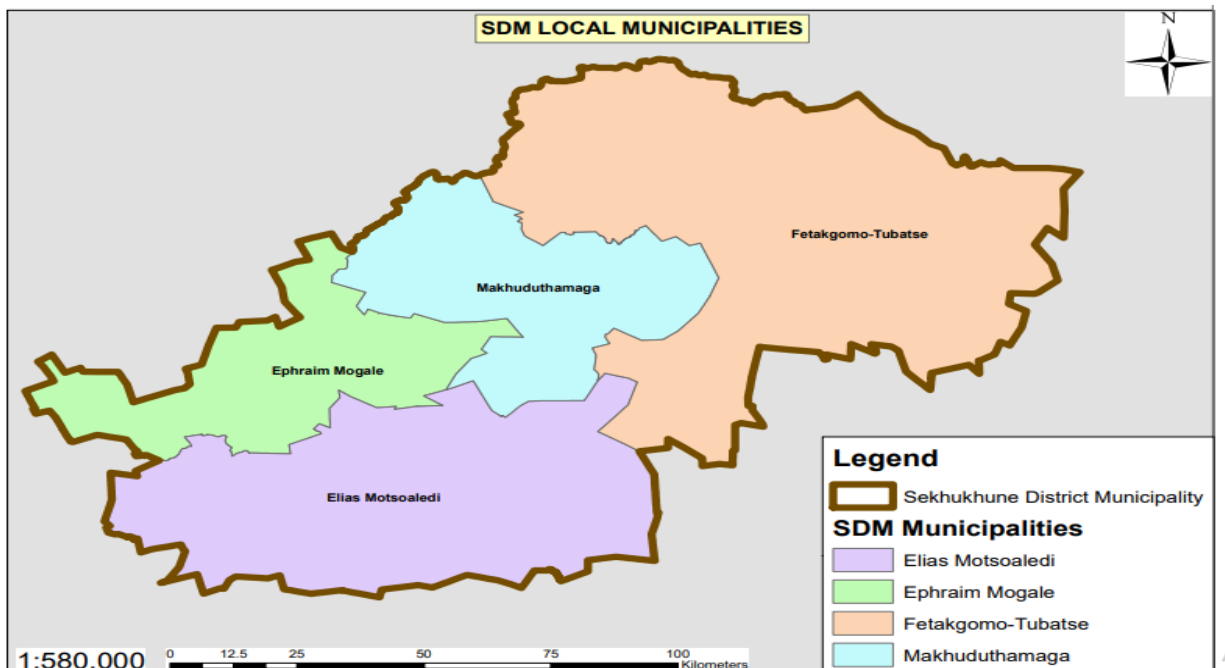 SDM LOCAL MUNICIPALITIES
N
Fetakgomo-Tubatse
Makhuduthamaga
Ephraim Mogale
Elias Motsoaledi
Legend
Sekhukhune District Municipality
SDM Municipalities
Elias Motsoaledi
Ephraim Mogale
Fetakgomo-Tubatse
Makhuduthamaga
1:580,000
0 12.5 25 50 75 100
Kilometers